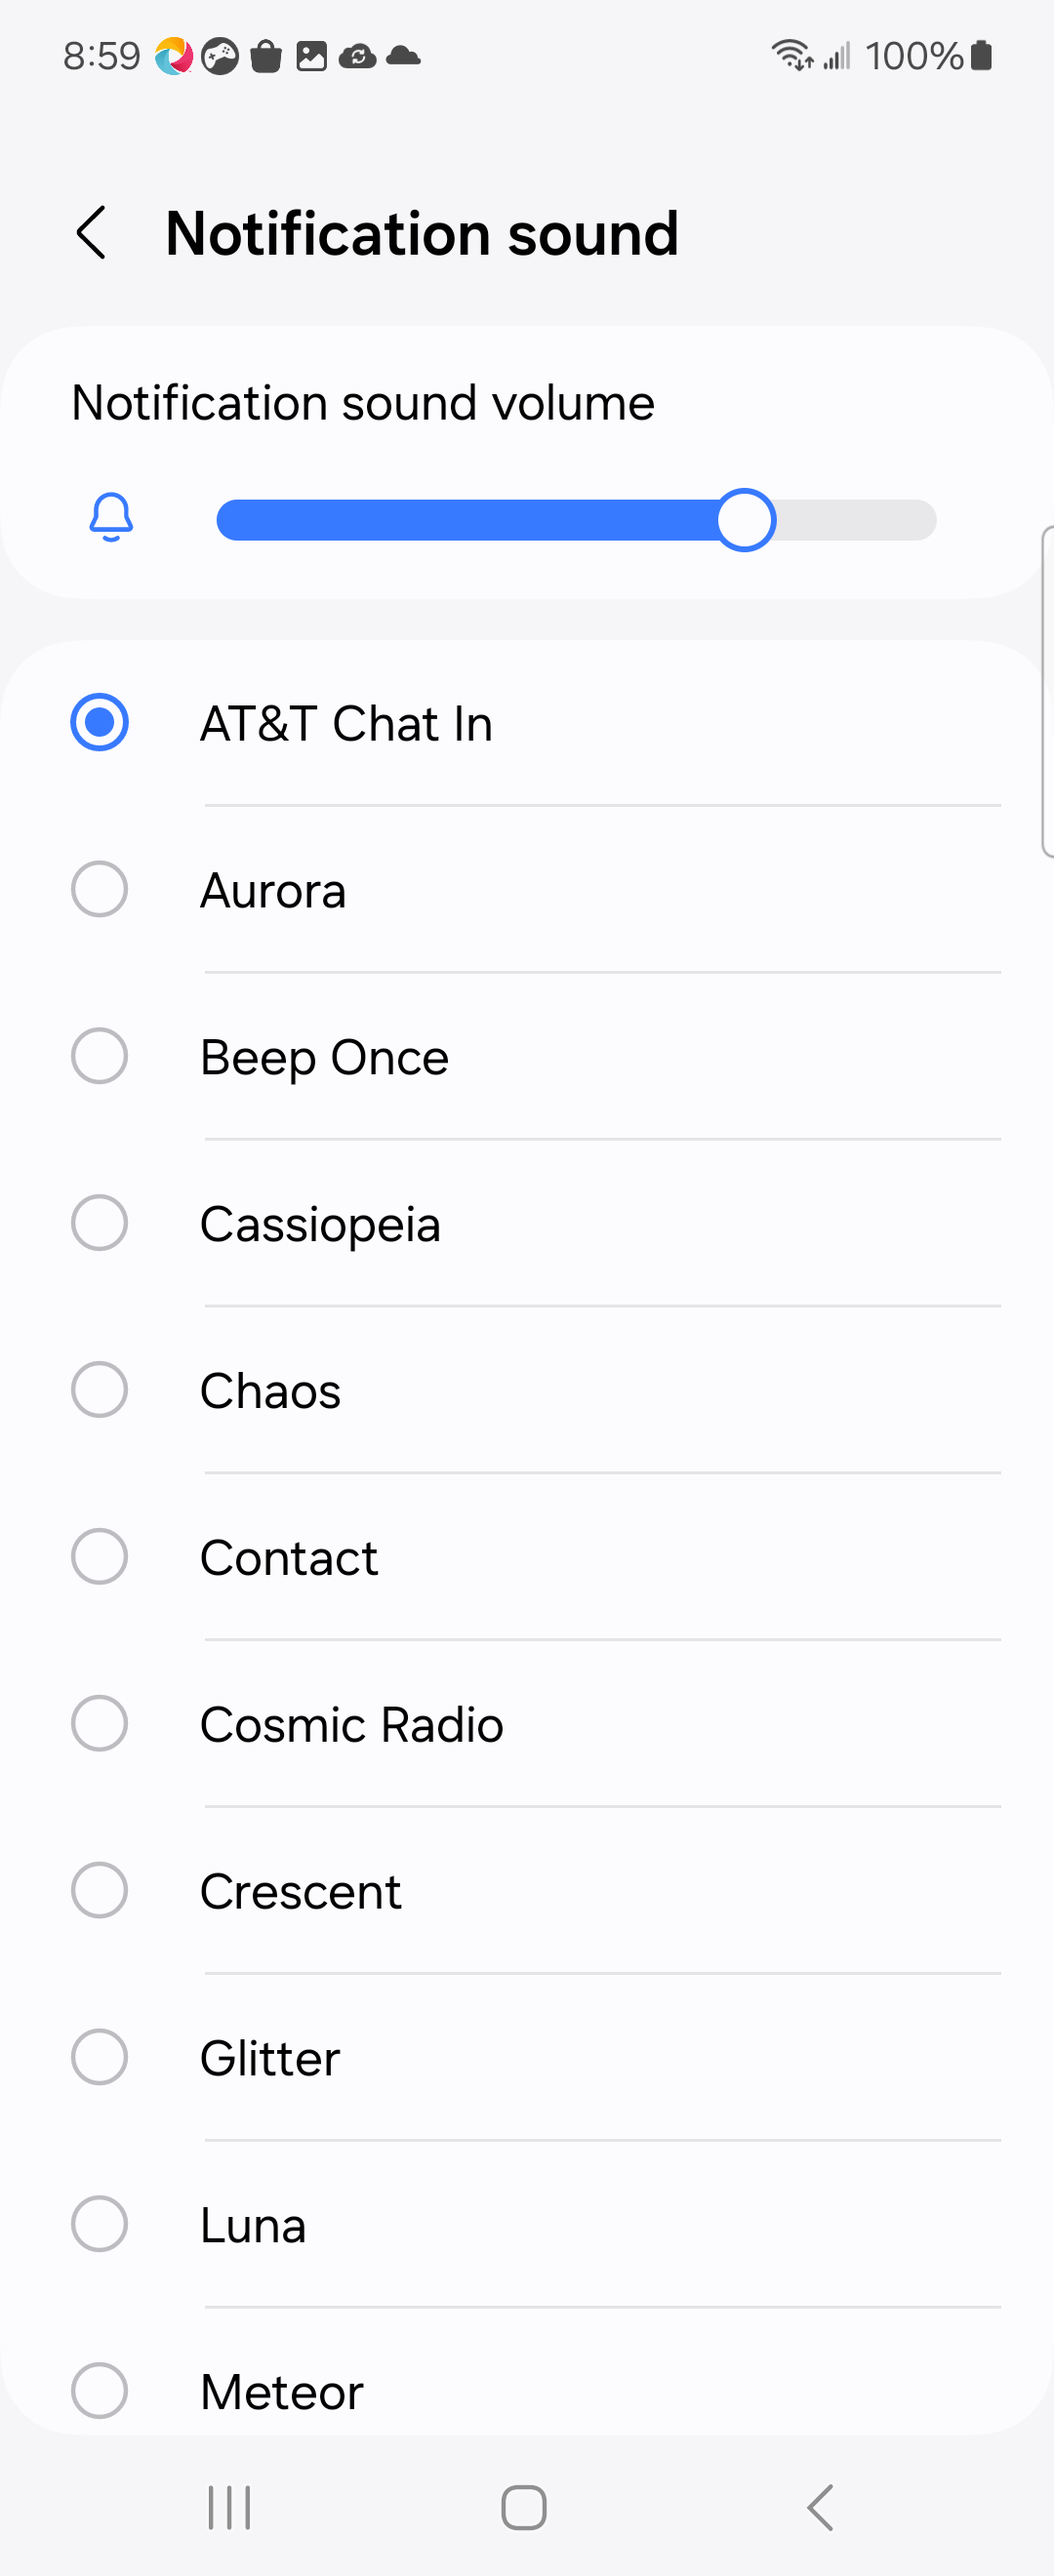 8:59 100%
Notification sound
Notification sound volume
AT&T Chat In
Aurora
Beep Once
Cassiopeia
Chaos
Contact
Cosmic Radio
Crescent
Glitter
Luna
Meteor